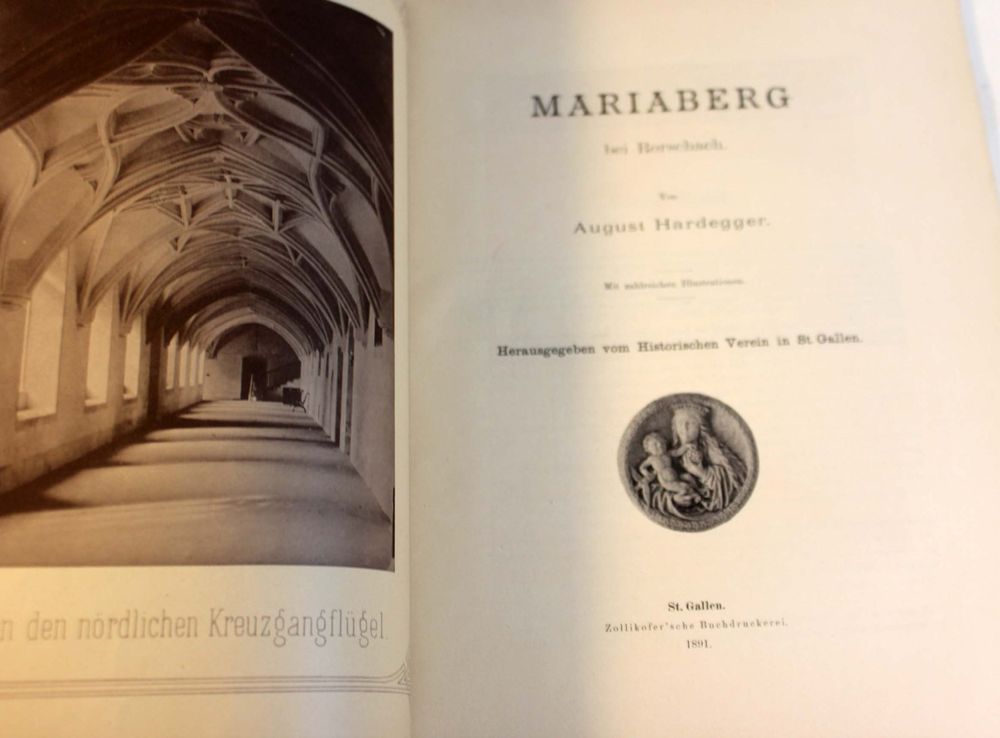 n den nördlichen Kreuzgangflügel.
MARIABERG
bei Rorschach.
Von
August Hardegger.
Mit zahlreichen Illustrationen.
Herausgegeben vom Historischen Verein in St. Gallen.
St. Gallen.
Zollikofer'sche Buchdruckerei.
1891.